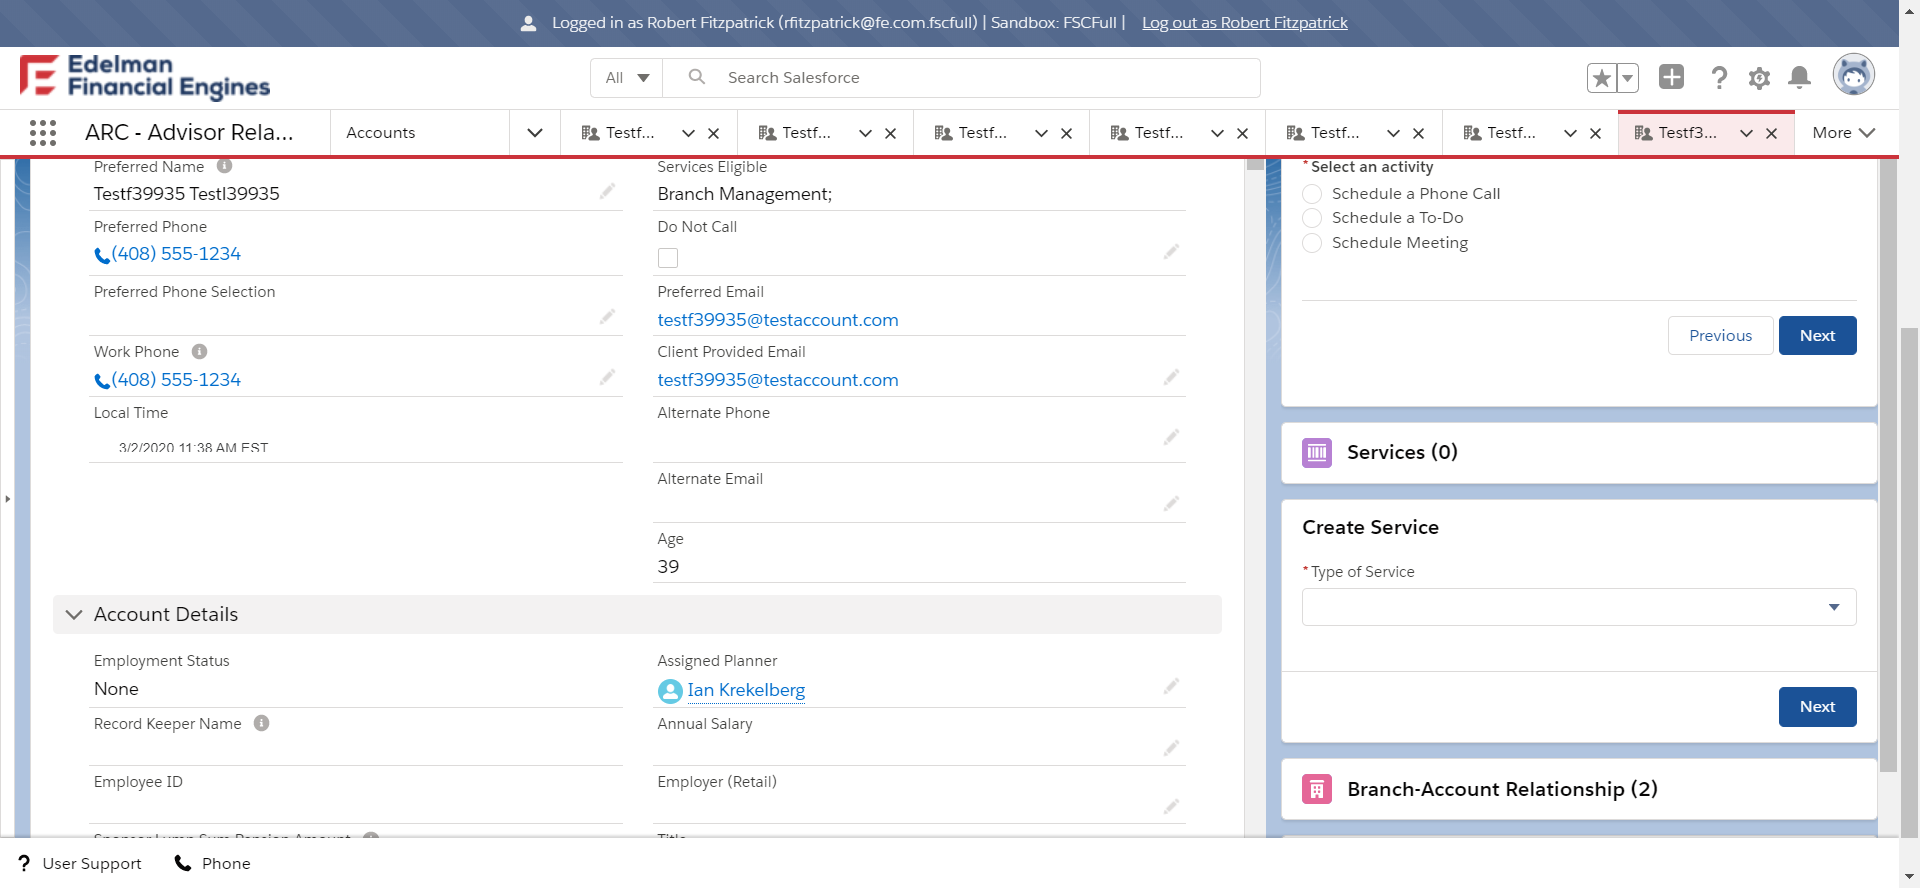 Logged in as Robert Fitzpatrick (rfitzpatrick@fe.com.fscfull) | Sandbox: FSCFull | Log out as Robert Fitzpatrick
Edelman
Financial Engines
All
Search Salesforce
ARC - Advisor Rela...
Accounts
Testf...
Testf...
Testf...
Testf...
Testf...
Testf...
Testf3...
More
Preferred Name
Testf39935 Testl39935
Services Eligible
Branch Management;
Preferred Phone
(408) 555-1234
Do Not Call
Preferred Phone Selection
Preferred Email
testf39935@testaccount.com
Work Phone
(408) 555-1234
Client Provided Email
testf39935@testaccount.com
Local Time
3/2/2020 11:38 AM EST
Alternate Phone
Alternate Email
Age
39
Account Details
Employment Status
None
Assigned Planner
Ian Krekelberg
Record Keeper Name
Annual Salary
Employee ID
Employer (Retail)
Sponsor Lump Sum Pension Amount
Title
*Select an activity
Schedule a Phone Call
Schedule a To-Do
Schedule Meeting
Previous
Next
Services (0)
Create Service
*Type of Service
Next
Branch-Account Relationship (2)
? User Support
Phone